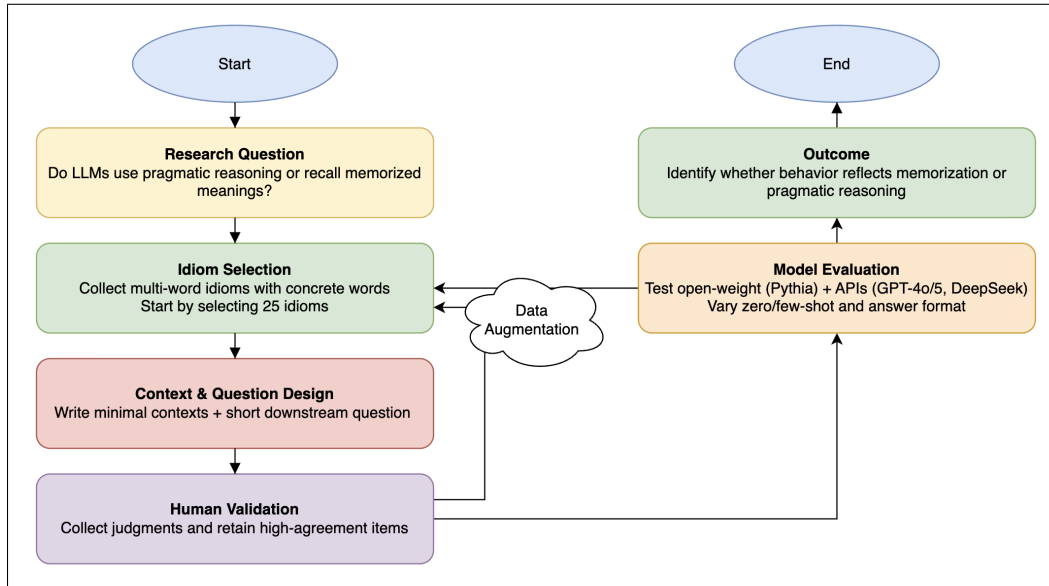 Start
Research Question
Do LLMs use pragmatic reasoning or recall memorized
meanings?
Idiom Selection
Collect multi-word idioms with concrete words
Start by selecting 25 idioms
Context & Question Design
Write minimal contexts + short downstream question
Human Validation
Collect judgments and retain high-agreement items
Data
Augmentation
End
Outcome
Identify whether behavior reflects memorization or
pragmatic reasoning
Model Evaluation
Test open-weight (Pythia) + APIs (GPT-4o/5, DeepSeek)
Vary zero/few-shot and answer format